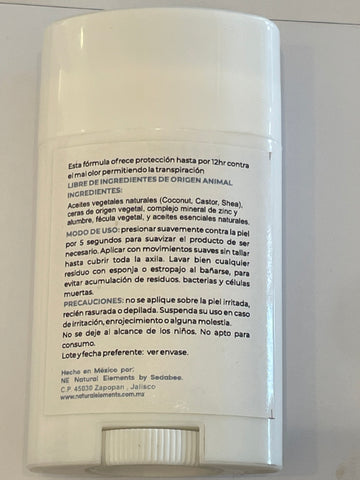 Esta fórmula ofrece protección hasta por 12hr contra
el mal olor permitiendo la transpiración
LIBRE DE INGREDIENTES DE ORIGEN ANIMAL
INGREDIENTES:
Aceites vegetales naturales (Coconut, Castor, Shea),
ceras de origen vegetal, complejo mineral de zinc y
alumbre, fécula vegetal, y aceites esenciales naturales.
MODO DE USO: presionar suavemente contra la piel
por 5 segundos para suavizar el producto de ser
necesario. Aplicar con movimientos suaves sin tallar
hasta cubrir toda la axila. Lavar bien cualquier
residuo con esponja o estropajo al bañarse, para
evitar acumulación de residuos. bacterias y células
muertas.
PRECAUCIONES: no se aplique sobre la piel irritada,
recién rasurada o depilada. Suspenda su uso en caso
de irritación, enrojecimiento o alguna molestia.
No se deje al alcance de los niños. No apto para
consumo.
Lote y fecha preferente: ver envase.
Hecho en México por:
NE Natural Elements by Sedabee.
C.P 45030 Zapopan, Jalisco
www.naturalelements.com.mx